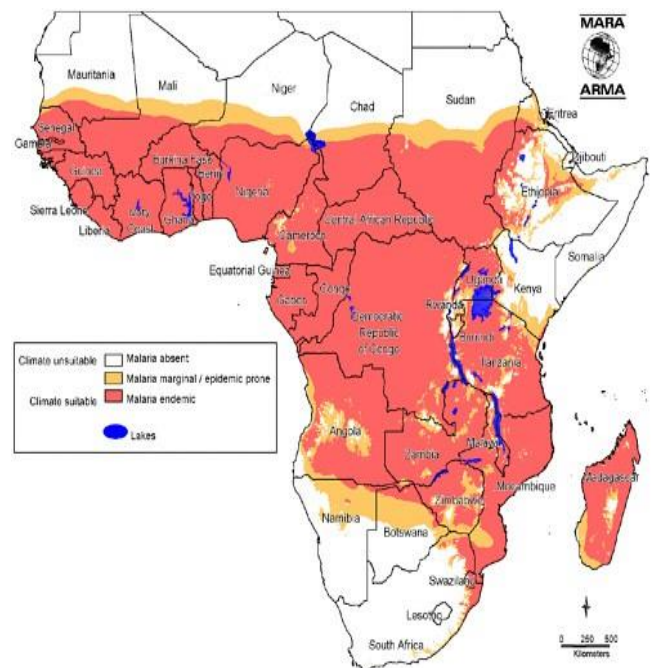 MARA
ARMA
Mauritania
Mali
Niger
Chad
Sudan
Eritrea
Djibouti
Senegal
Gambia
Guinea
Sierra Leone
Liberia
Ivory
Coast
Burkina Faso
Ghana
Togo
Benin
Nigeria
Cameroon
Central African Republic
Ethiopia
Somalia
Equatorial Guinea
Gabon
Congo
Democratic
Republic
of Congo
Uganda
Kenya
Rwanda
Burundi
Tanzania
Climate unsuitable
Malaria absent
Malaria marginal / epidemic prone
Climate suitable
Malaria endemic
Lakes
Angola
Zambia
Malawi
Mozambique
Zimbabwe
Madagascar
Namibia
Botswana
Swaziland
Lesotho
South Africa
0 250 500
Kilometers